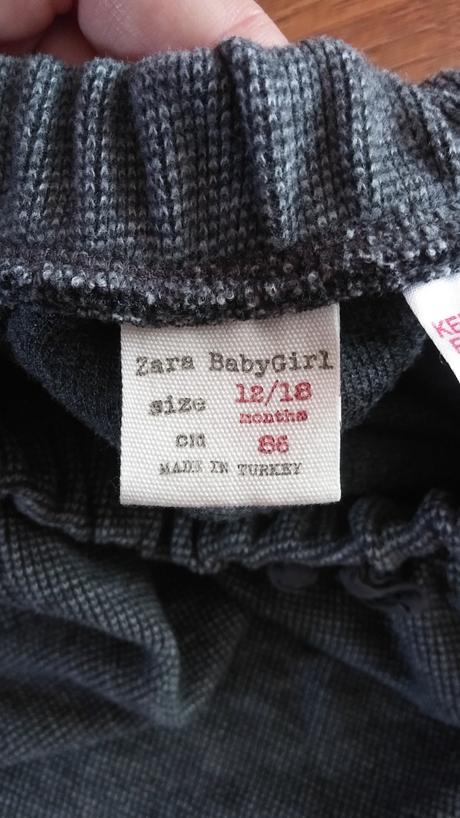 Zara BabyGirl
size 12/18
months
cm 86
MADE IN TURKEY